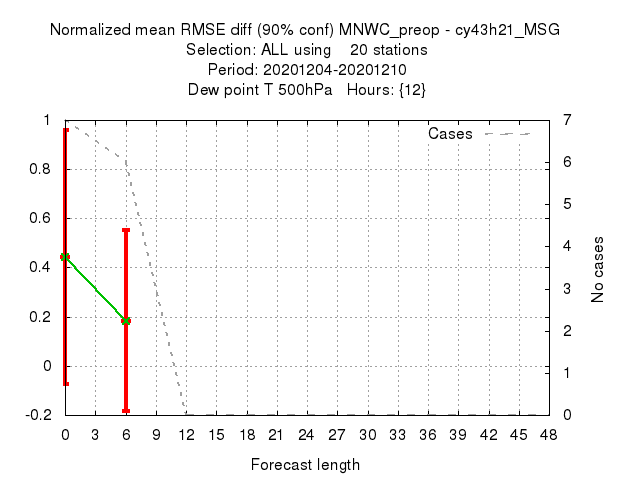 Normalized mean RMSE diff (90% conf) MNWC_preop - cy43h21_MSG
Selection: ALL using    20 stations
Period: 20201204-20201210
Dew point T 500hPa   Hours: {12}
Cases
1
0.8
0.6
0.4
0.2
0
-0.2
7
6
5
4
3
2
1
0
No cases
0 3 6 9 12 15 18 21 24 27 30 33 36 39 42 45 48
Forecast length